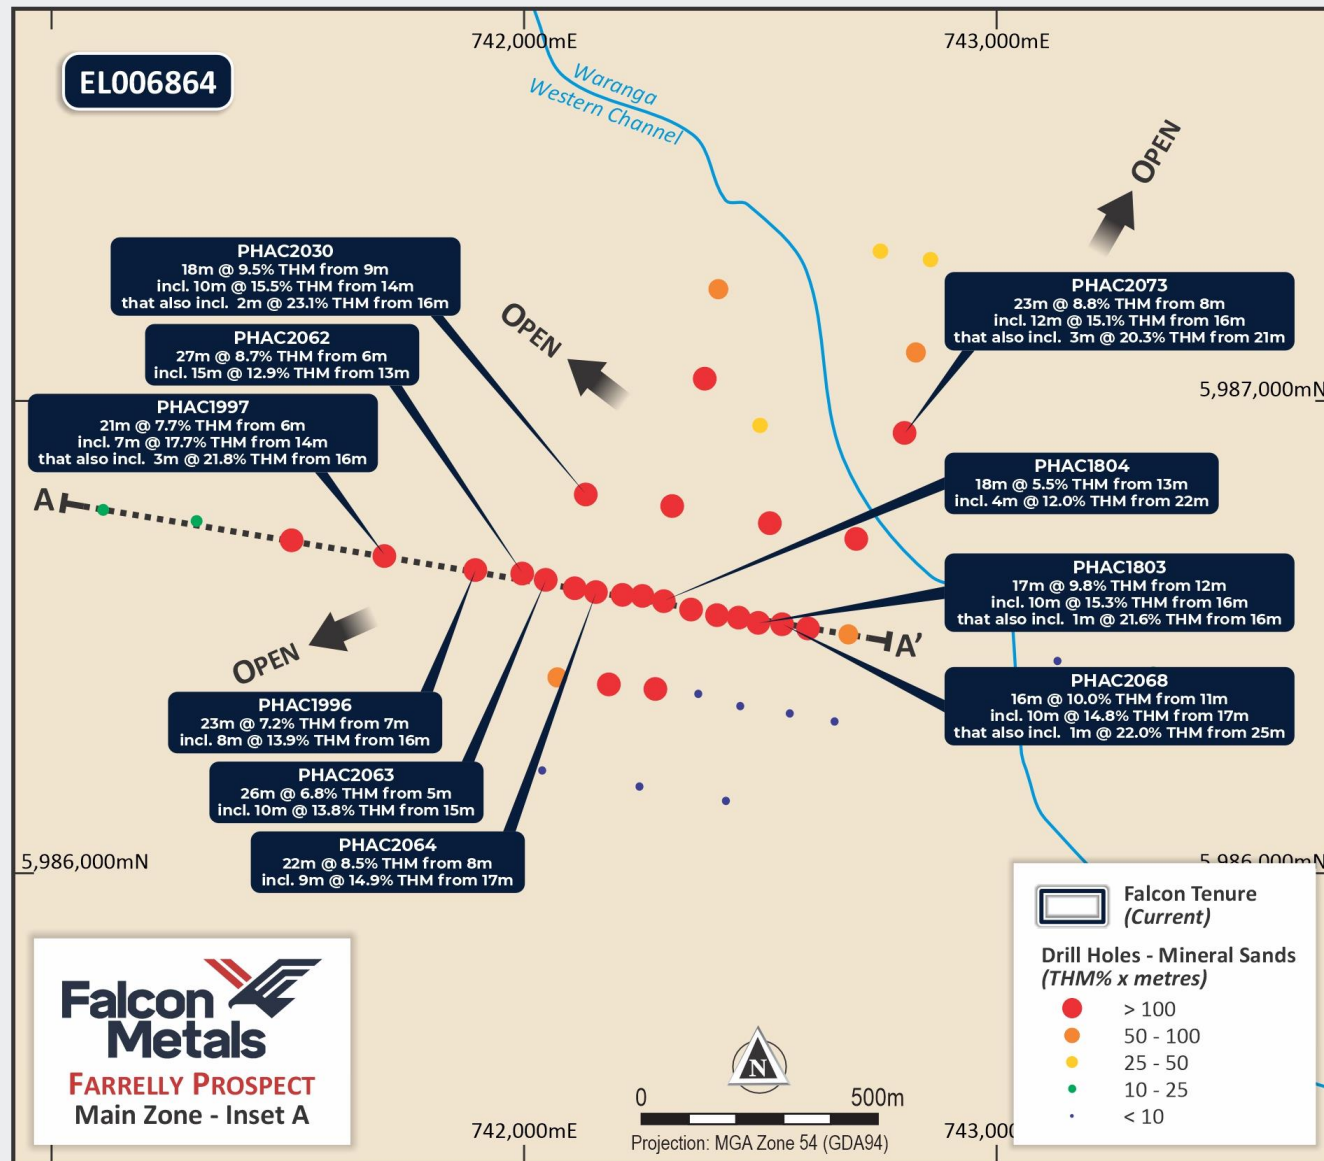 742,000mE
743,000mE
EL006864
Waranga
Western Channel
OPEN
PHAC2030
18m @ 9.5% THM from 9m
incl. 10m @ 15.5% THM from 14m
that also incl. 2m @ 23.1% THM from 16m
PHAC2073
23m @ 8.8% THM from 8m
incl. 12m @ 15.1% THM from 16m
that also incl. 3m @ 20.3% THM from 21m
OPEN
PHAC2062
27m @ 8.7% THM from 6m
incl. 15m @ 12.9% THM from 13m
5,987,000mN
PHAC1997
21m @ 7.7% THM from 6m
incl. 7m @ 17.7% THM from 14m
that also incl. 3m @ 21.8% THM from 16m
PHAC1804
18m @ 5.5% THM from 13m
incl. 4m @ 12.0% THM from 22m
A
PHAC1803
17m @ 9.8% THM from 12m
incl. 10m @ 15.3% THM from 16m
that also incl. 1m @ 21.6% THM from 16m
A'
OPEN
PHAC2068
16m @ 10.0% THM from 11m
incl. 10m @ 14.8% THM from 17m
that also incl. 1m @ 22.0% THM from 25m
PHAC1996
23m @ 7.2% THM from 7m
incl. 8m @ 13.9% THM from 16m
PHAC2063
26m @ 6.8% THM from 5m
incl. 10m @ 13.8% THM from 15m
PHAC2064
22m @ 8.5% THM from 8m
incl. 9m @ 14.9% THM from 17m
5,986,000mN
5,986,000mN
Falcon Tenure
(Current)
Drill Holes - Mineral Sands
(THM% x metres)
> 100
50 - 100
25 - 50
10 - 25
< 10
Falcon
Metals
FARRELLY PROSPECT
Main Zone - Inset A
N
0 500m
Projection: MGA Zone 54 (GDA94)
742,000mE
743,000